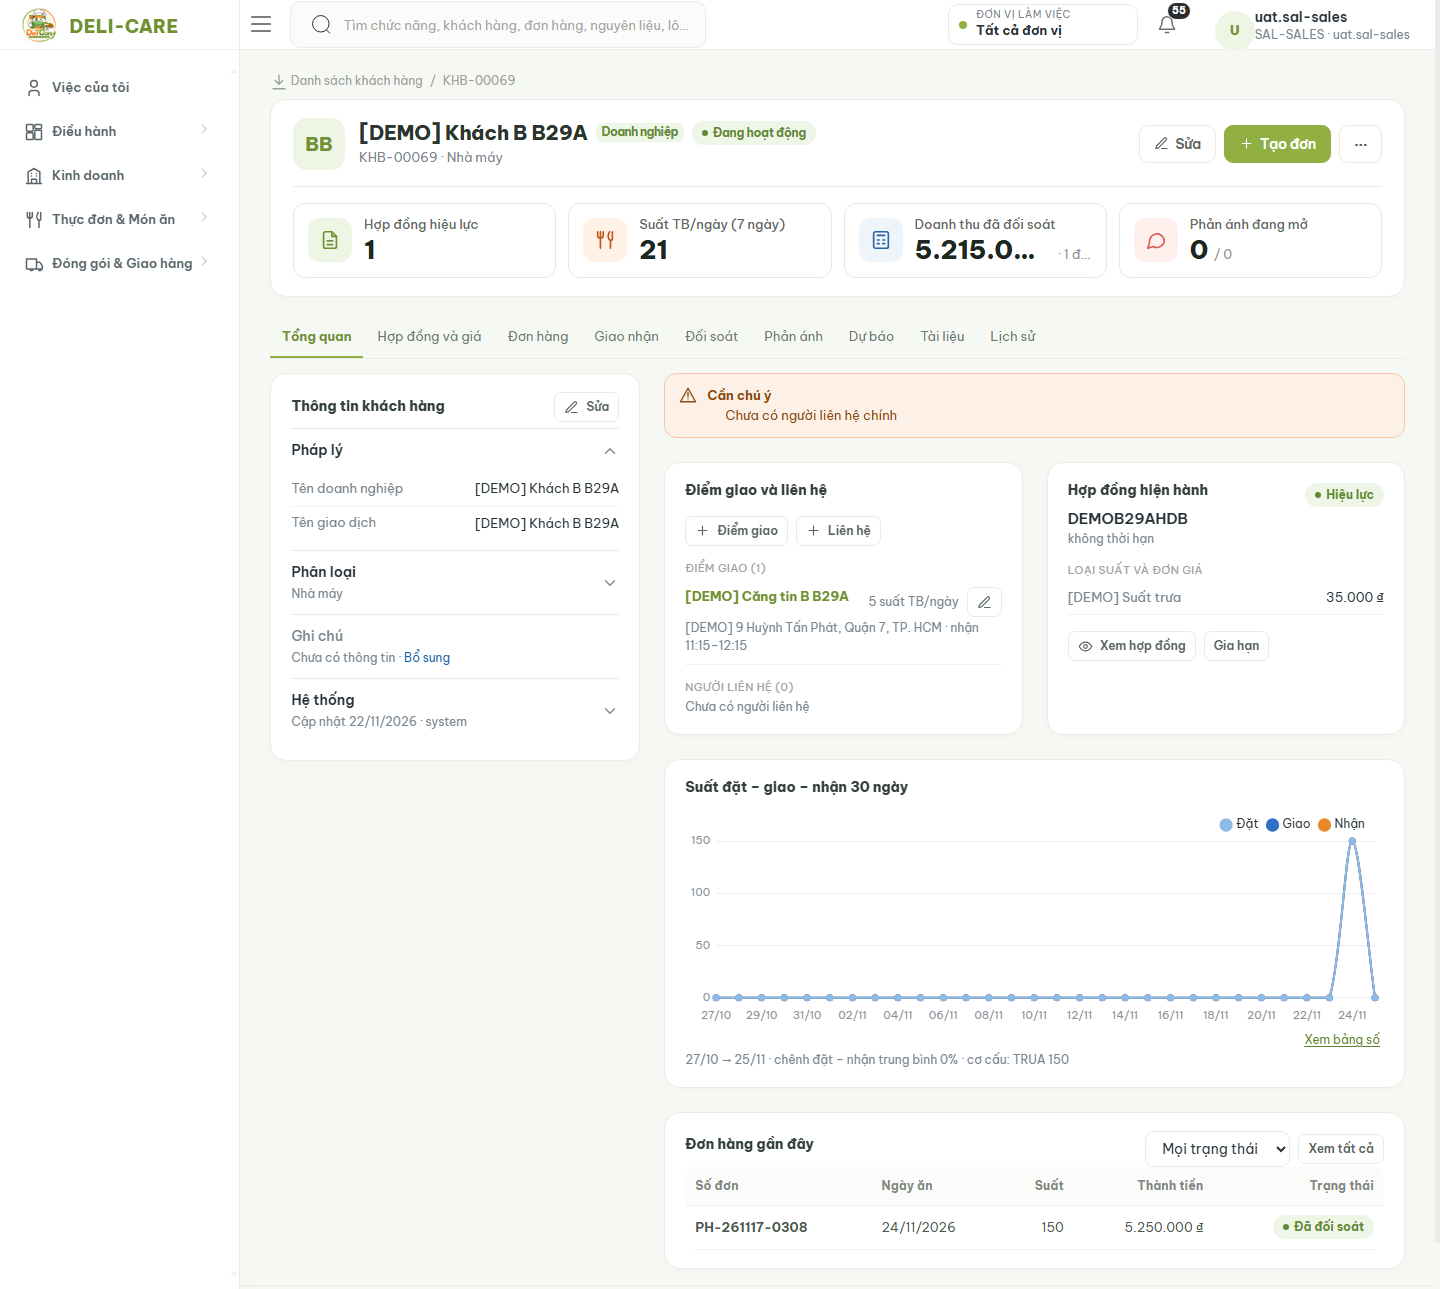 DELI-CARE
Tìm chức năng, khách hàng, đơn hàng, nguyên liệu, lô...
ĐƠN VỊ LÀM VIỆC
Tất cả đơn vị
55
U
uat.sal-sales
SAL-SALES · uat.sal-sales
Việc của tôi
Điều hành
Kinh doanh
Thực đơn & Món ăn
Đóng gói & Giao hàng
Danh sách khách hàng / KHB-00069
BB
[DEMO] Khách B B29A
Doanh nghiệp
Đang hoạt động
KHB-00069 · Nhà máy
Sửa
Tạo đơn
Hợp đồng hiệu lực
1
Suất TB/ngày (7 ngày)
21
Doanh thu đã đối soát
5.215.0... · 1 đ...
Phản ánh đang mở
0 / 0
Tổng quan
Hợp đồng và giá
Đơn hàng
Giao nhận
Đối soát
Phản ánh
Dự báo
Tài liệu
Lịch sử
Thông tin khách hàng
Sửa
Pháp lý
Tên doanh nghiệp [DEMO] Khách B B29A
Tên giao dịch [DEMO] Khách B B29A
Phân loại
Nhà máy
Ghi chú
Chưa có thông tin · Bổ sung
Hệ thống
Cập nhật 22/11/2026 · system
Cần chú ý
Chưa có người liên hệ chính
Điểm giao và liên hệ
Điểm giao
Liên hệ
ĐIỂM GIAO (1)
[DEMO] Căng tin B B29A 5 suất TB/ngày
[DEMO] 9 Huỳnh Tấn Phát, Quận 7, TP. HCM · nhận
11:15–12:15
NGƯỜI LIÊN HỆ (0)
Chưa có người liên hệ
Hợp đồng hiện hành
Hiệu lực
DEMOB29AHDB
không thời hạn
LOẠI SUẤT VÀ ĐƠN GIÁ
[DEMO] Suất trưa 35.000 ₫
Xem hợp đồng
Gia hạn
Suất đặt – giao – nhận 30 ngày
Đặt Giao Nhận
150
100
50
0
27/10 29/10 31/10 02/11 04/11 06/11 08/11 10/11 12/11 14/11 16/11 18/11 20/11 22/11 24/11
Xem bảng số
27/10 → 25/11 · chênh đặt – nhận trung bình 0% · cơ cấu: TRUA 150
Đơn hàng gần đây
Mọi trạng thái
Xem tất cả
Số đơn Ngày ăn Suất Thành tiền Trạng thái
PH-261117-0308 24/11/2026 150 5.250.000 ₫ Đã đối soát